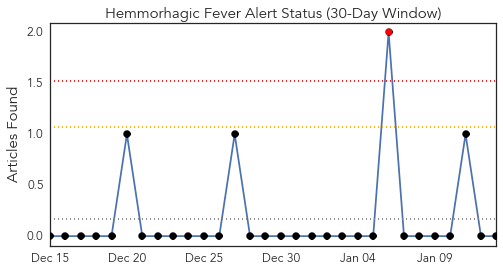 Hemmorhagic Fever Alert Status (30-Day Window)
Articles Found
2.0
1.5
1.0
0.5
0.0
Dec 15 Dec 20 Dec 25 Dec 30 Jan 04 Jan 09